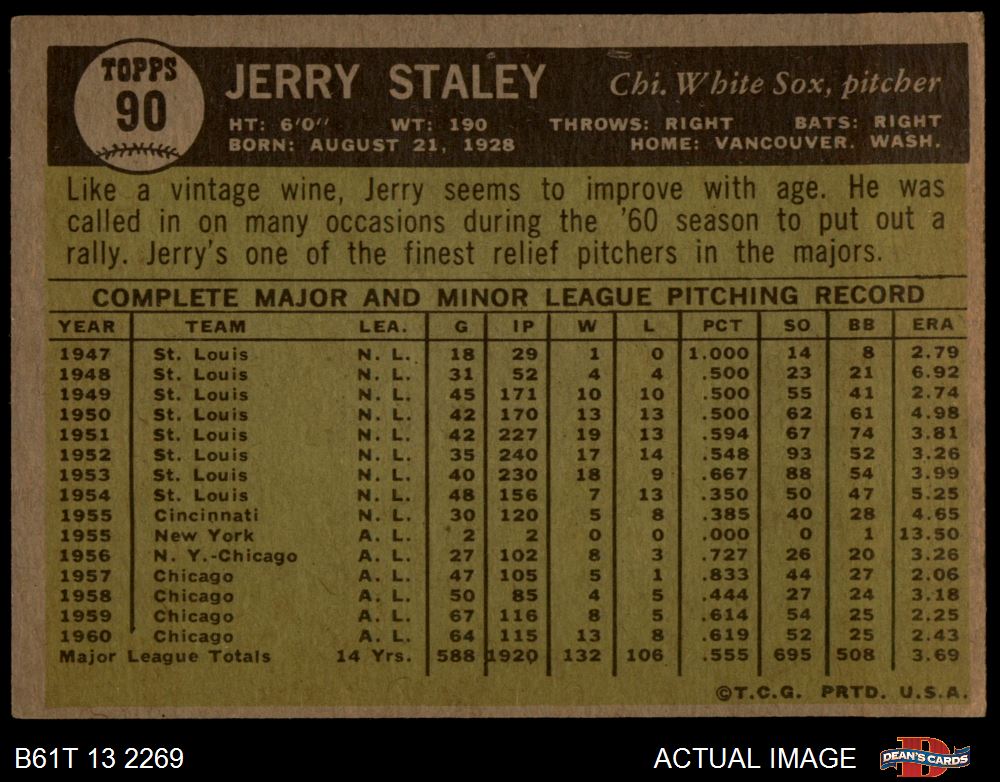 TOPPS
90
JERRY STALEY Chi. White Sox, pitcher
HT: 6'0" WT: 190 THROWS: RIGHT BATS: RIGHT
BORN: AUGUST 21, 1928 HOME: VANCOUVER. WASH.
Like a vintage wine, Jerry seems to improve with age. He was
called in on many occasions during the '60 season to put out a
rally. Jerry's one of the finest relief pitchers in the majors.
COMPLETE MAJOR AND MINOR LEAGUE PITCHING RECORD
YEAR TEAM LEA. G IP W L PCT SO BB ERA
1947 St. Louis N. L. 18 29 1 0 1.000 14 8 2.79
1948 St. Louis N. L. 31 52 4 4 .500 23 21 6.92
1949 St. Louis N. L. 45 171 10 10 .500 55 41 2.74
1950 St. Louis N. L. 42 170 13 13 .500 62 61 4.98
1951 St. Louis N. L. 42 227 19 13 .594 67 74 3.81
1952 St. Louis N. L. 35 240 17 14 .548 93 52 3.26
1953 St. Louis N. L. 40 230 18 9 .667 88 54 3.99
1954 St. Louis N. L. 48 156 7 13 .350 50 47 5.25
1955 Cincinnati N. L. 30 120 5 8 .385 40 28 4.65
1955 New York A. L. 2 2 0 0 .000 0 1 13.50
1956 N. Y.-Chicago A. L. 27 102 8 3 .727 26 20 3.26
1957 Chicago A. L. 47 105 5 1 .833 44 27 2.06
1958 Chicago A. L. 50 85 4 5 .444 27 24 3.18
1959 Chicago A. L. 67 116 8 5 .614 54 25 2.25
1960 Chicago A. L. 64 115 13 8 .619 52 25 2.43
Major League Totals 14 Yrs. 588 1920 132 106 .555 695 508 3.69
©T.C.G. PRTD. U.S.A.
B61T 13 2269 ACTUAL IMAGE DEAN'S CARDS